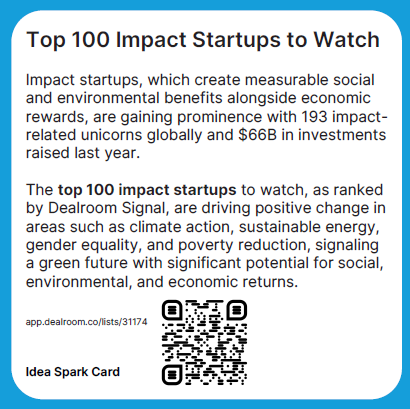 Top 100 Impact Startups to Watch
Impact startups, which create measurable social
and environmental benefits alongside economic
rewards, are gaining prominence with 193 impact-
related unicorns globally and $66B in investments
raised last year.
The top 100 impact startups to watch, as ranked
by Dealroom Signal, are driving positive change in
areas such as climate action, sustainable energy,
gender equality, and poverty reduction, signaling
a green future with significant potential for social,
environmental, and economic returns.
app.dealroom.co/lists/31174
Idea Spark Card